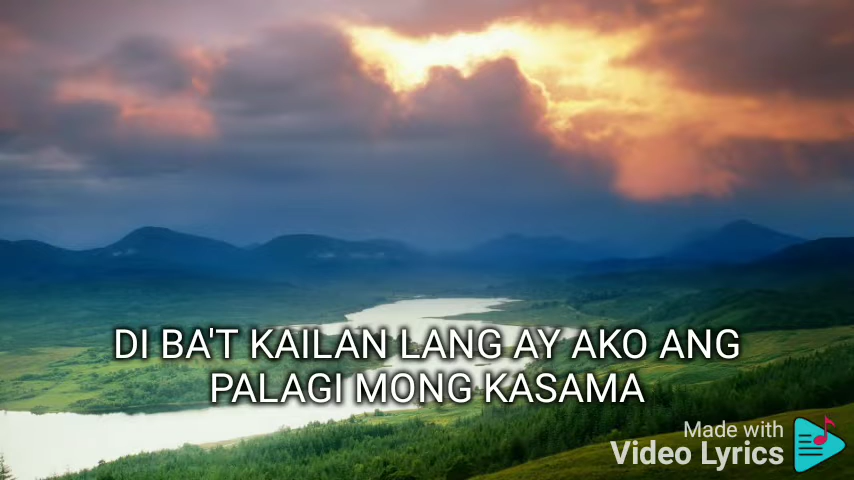 DI BA'T KAILAN LANG AY AKO ANG
PALAGI MONG KASAMA
Made with
Video Lyrics